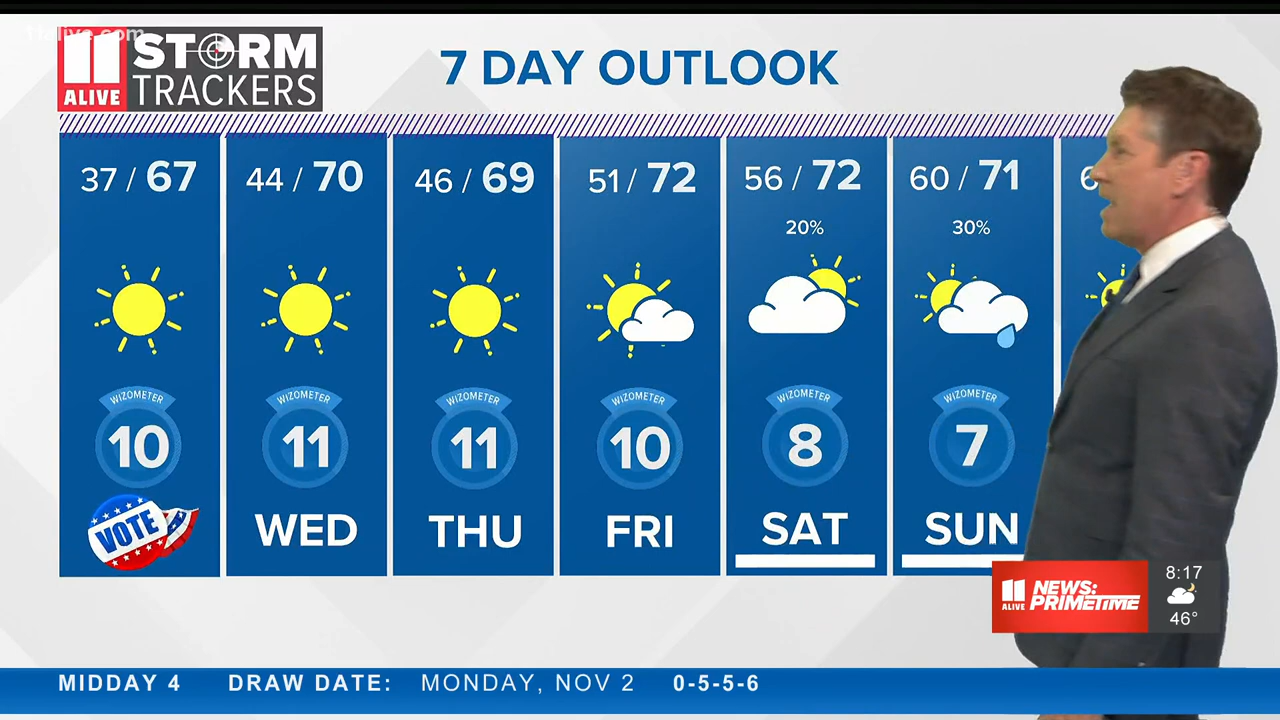 11alive.com
11 ALIVE STORM TRACKERS
7 DAY OUTLOOK
37 / 67 44 / 70 46 / 69 51 / 72 56 / 72 60 / 71 6
20% 30%
WIZOMETER WIZOMETER WIZOMETER WIZOMETER WIZOMETER WIZOMETER
10 11 11 10 8 7
VOTE WED THU FRI SAT SUN
11 ALIVE NEWS: PRIMETIME
8:17
46°
MIDDAY 4 DRAW DATE: MONDAY, NOV 2 0-5-5-6